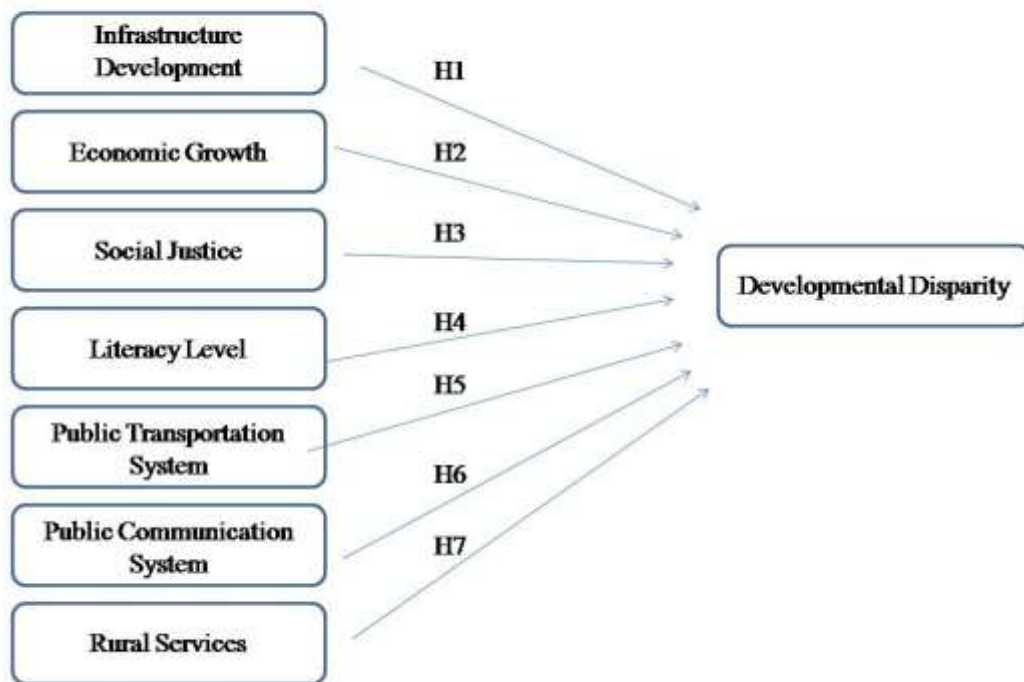 Infrastructure
Development
H1
Economic Growth
H2
Social Justice
H3
Developmental Disparity
Literacy Level
H4
Public Transportation
System
H5
Public Communication
System
H6
Rural Services
H7